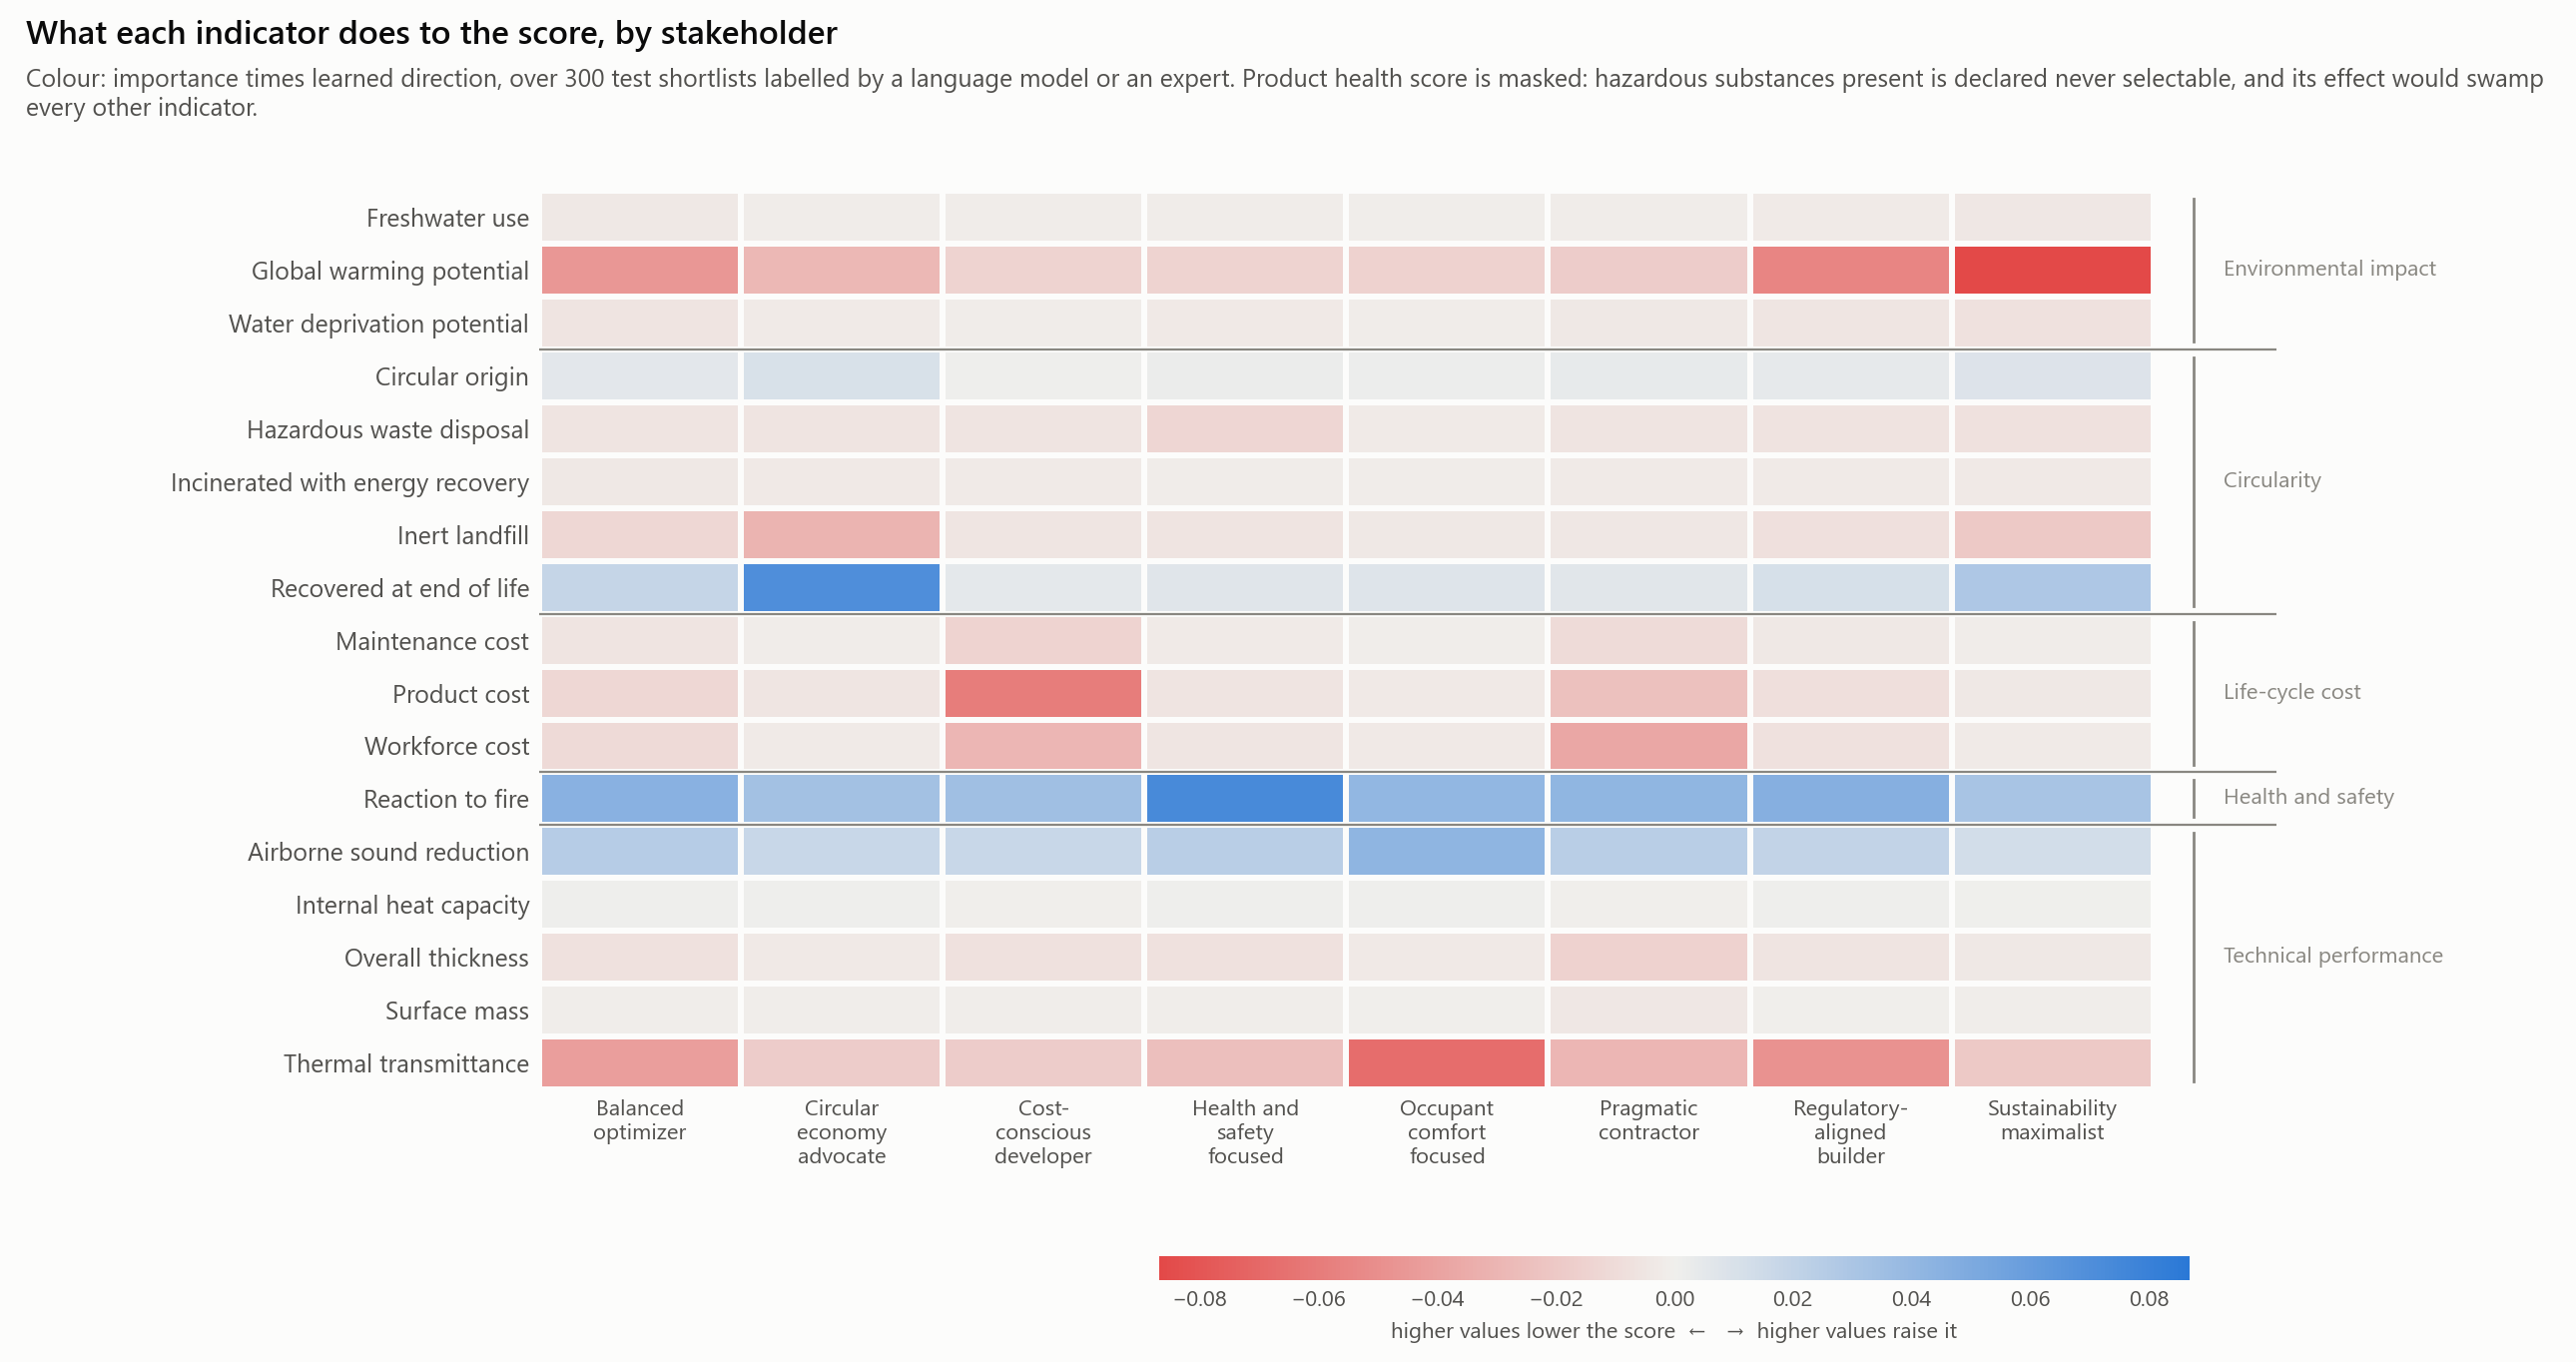 What each indicator does to the score, by stakeholder
Colour: importance times learned direction, over 300 test shortlists labelled by a language model or an expert. Product health score is masked: hazardous substances present is declared never selectable, and its effect would swamp
every other indicator.
Freshwater use
Global warming potential
Environmental impact
Water deprivation potential
Circular origin
Hazardous waste disposal
Incinerated with energy recovery
Circularity
Inert landfill
Recovered at end of life
Maintenance cost
Product cost
Life-cycle cost
Workforce cost
Reaction to fire
Health and safety
Airborne sound reduction
Internal heat capacity
Overall thickness
Technical performance
Surface mass
Thermal transmittance
Balanced
optimizer
Circular
economy
advocate
Cost-
conscious
developer
Health and
safety
focused
Occupant
comfort
focused
Pragmatic
contractor
Regulatory-
aligned
builder
Sustainability
maximalist
−0.08 −0.06 −0.04 −0.02 0.00 0.02 0.04 0.06 0.08
higher values lower the score ← → higher values raise it